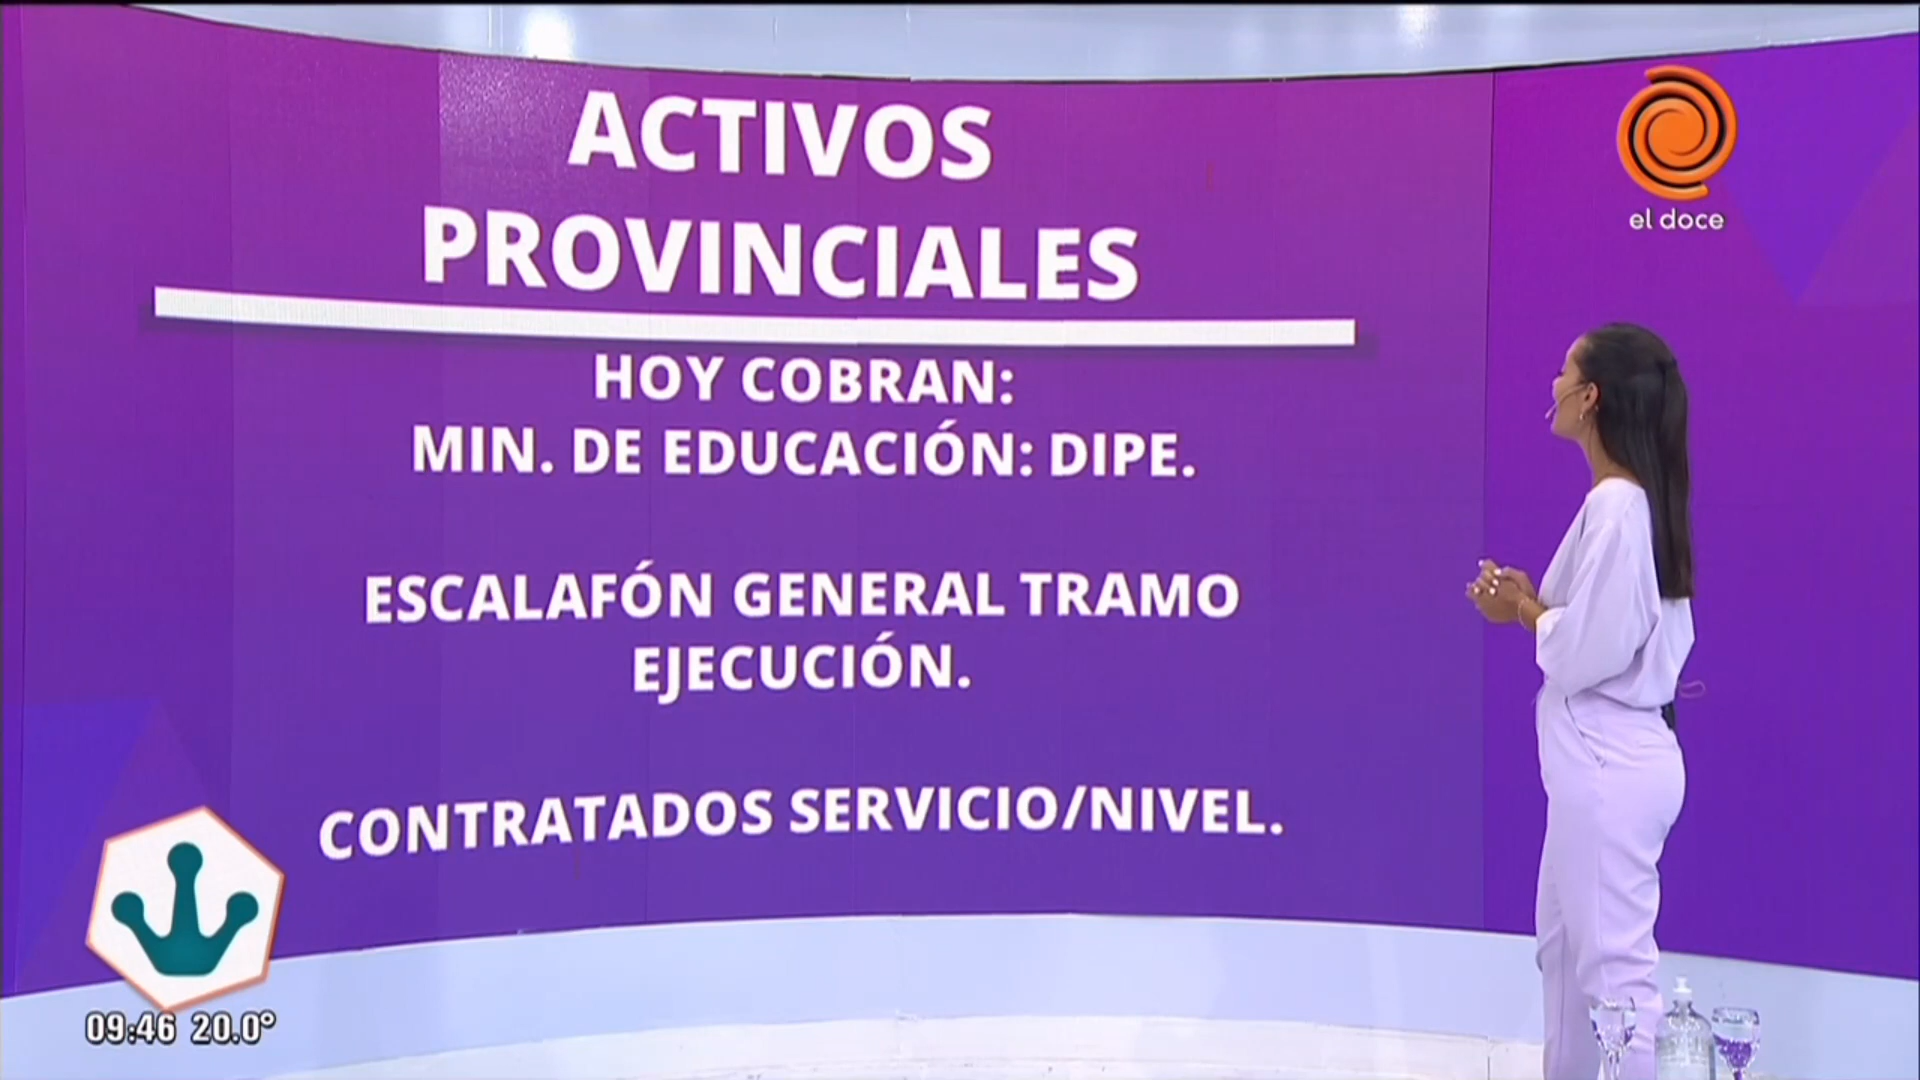 ACTIVOS
PROVINCIALES
HOY COBRAN:
MIN. DE EDUCACIÓN: DIPE.
ESCALAFÓN GENERAL TRAMO
EJECUCIÓN.
CONTRATADOS SERVICIO/NIVEL.
el doce
09:46 20.0°